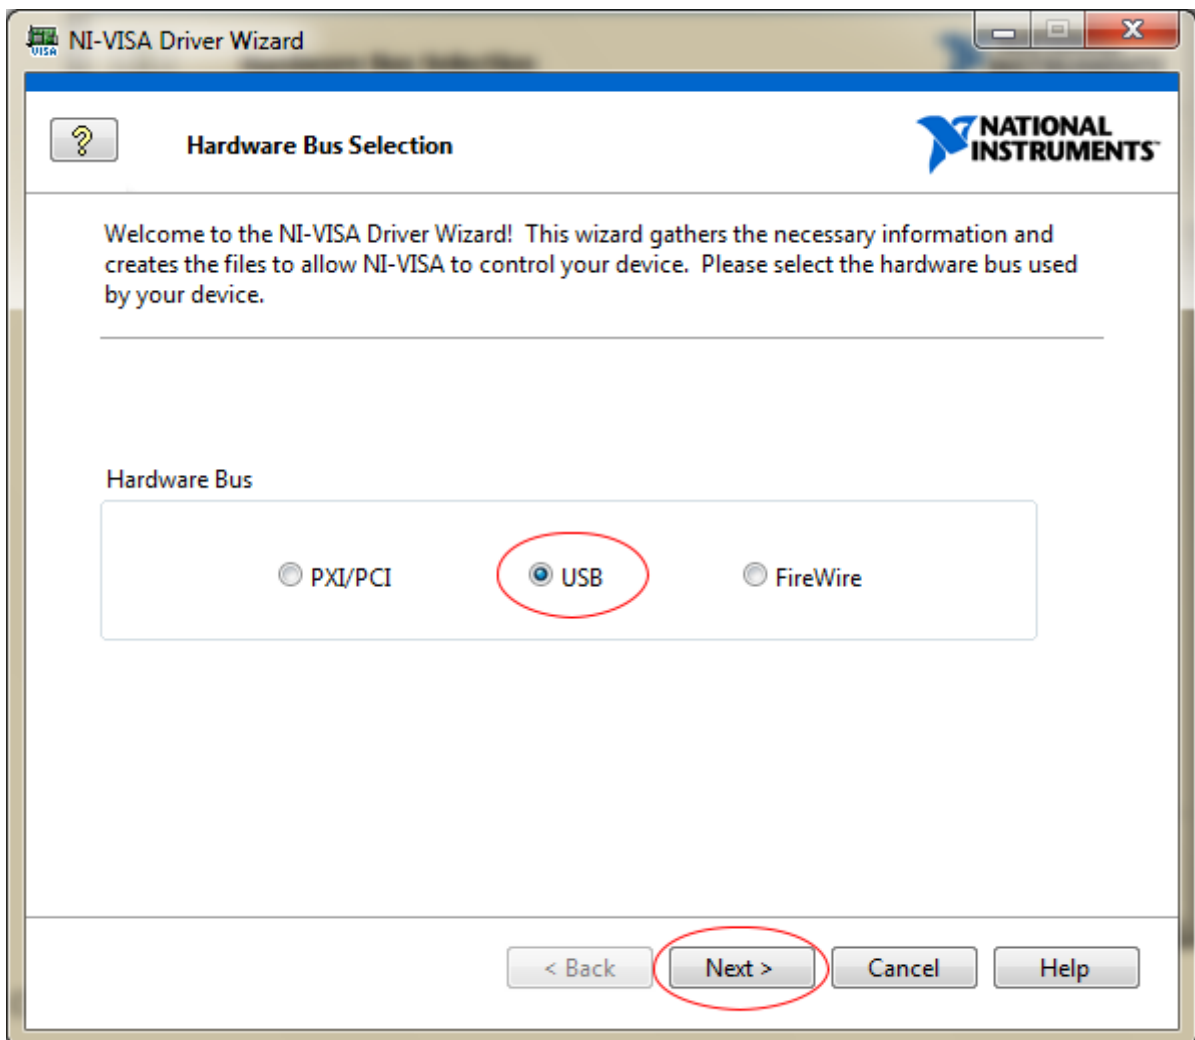 NI-VISA Driver Wizard
VISA
Hardware Bus Selection
NATIONAL
INSTRUMENTS™
Welcome to the NI-VISA Driver Wizard! This wizard gathers the necessary information and
creates the files to allow NI-VISA to control your device. Please select the hardware bus used
by your device.
Hardware Bus
PXI/PCI USB FireWire
< Back Next > Cancel Help